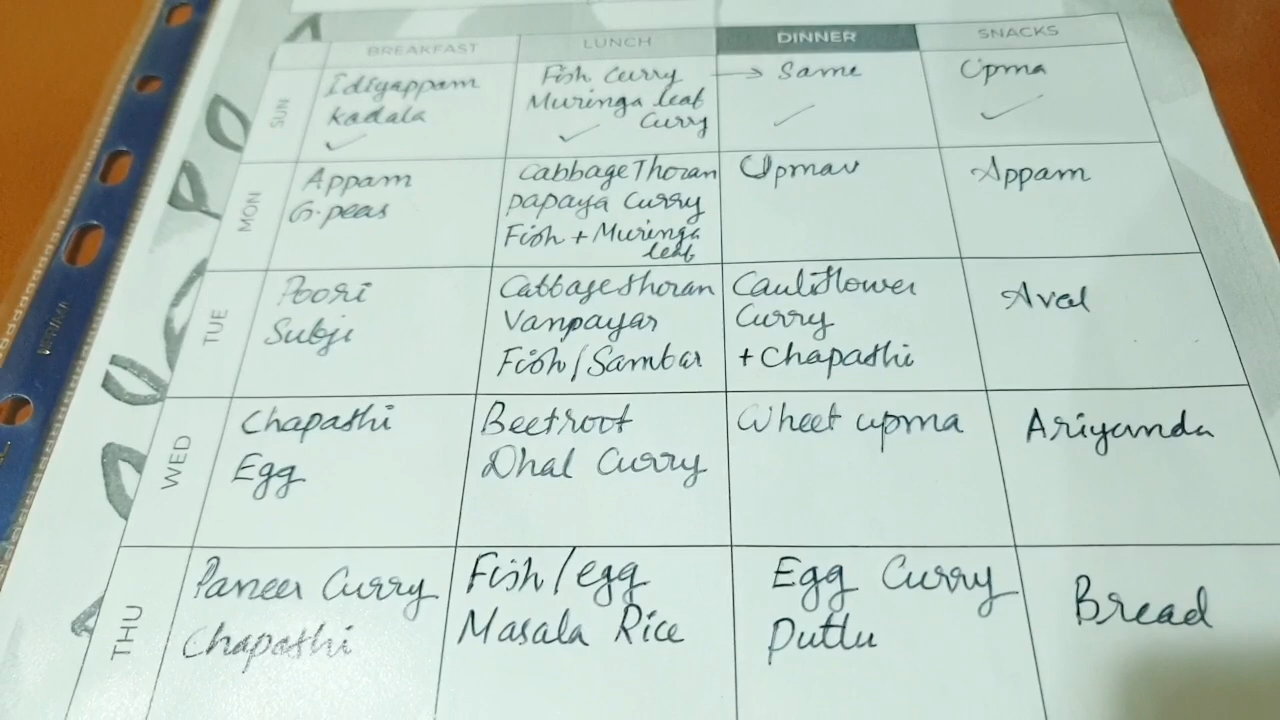 BREAKFAST LUNCH DINNER SNACKS
SUN
Idiyappam
Kadala
Fish Curry
Muringa leaf
Curry
→ Same
Upma
MON
Appam
G.peas
Cabbage Thoran
papaya Curry
Fish + Muringa
leaf
Upmav
Appam
TUE
Poori
Subji
Cabbage thoran
Vanpayar
Fish/Sambar
Cauliflower
Curry
+ Chapathi
Aval
WED
Chapathi
Egg
Beetroot
Dhal Curry
Wheet upma
Ariyunda
THU
Paneer Curry
Chapathi
Fish/egg
Masala Rice
Egg Curry
Puttu
Bread